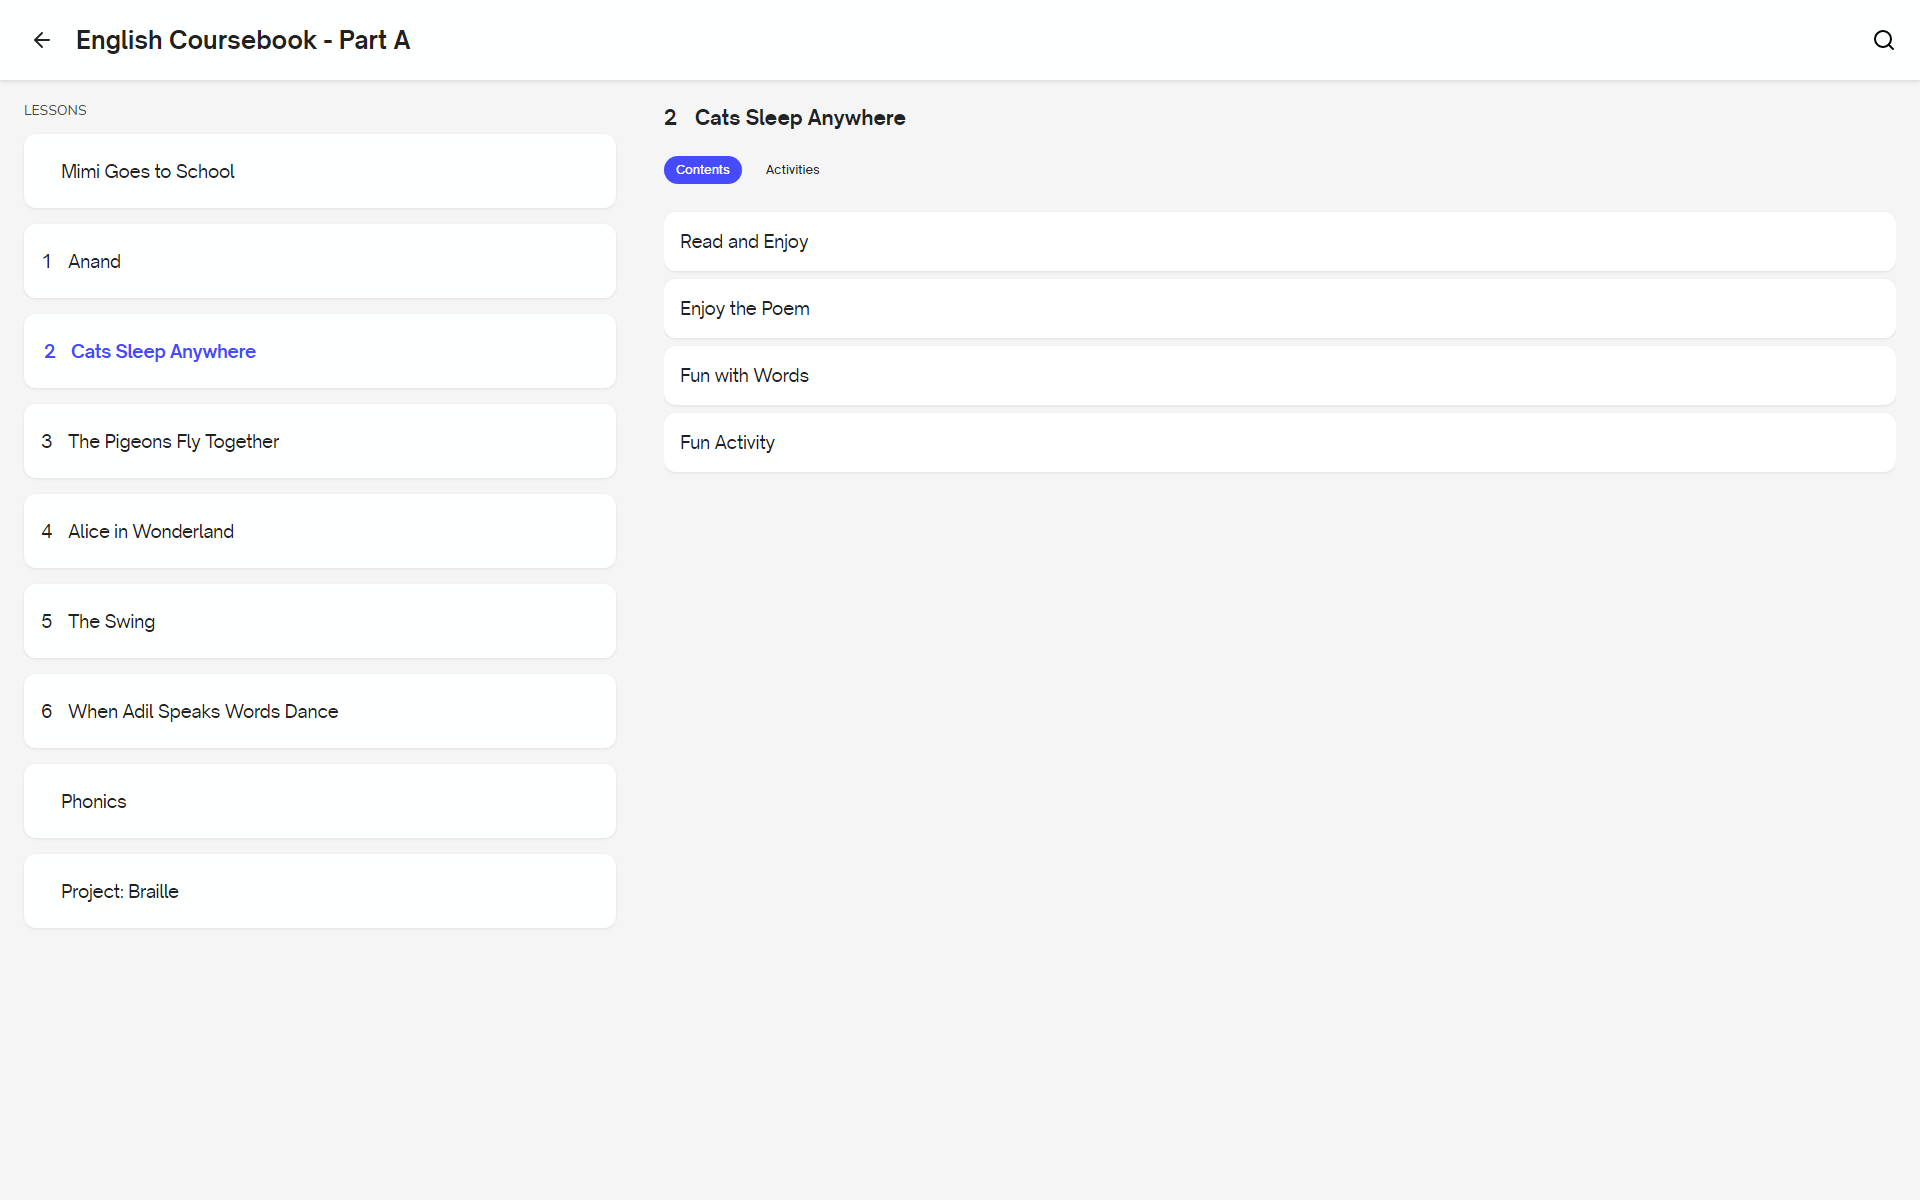 English Coursebook - Part A
LESSONS
Mimi Goes to School
1 Anand
2 Cats Sleep Anywhere
3 The Pigeons Fly Together
4 Alice in Wonderland
5 The Swing
6 When Adil Speaks Words Dance
Phonics
Project: Braille
2 Cats Sleep Anywhere
Contents Activities
Read and Enjoy
Enjoy the Poem
Fun with Words
Fun Activity